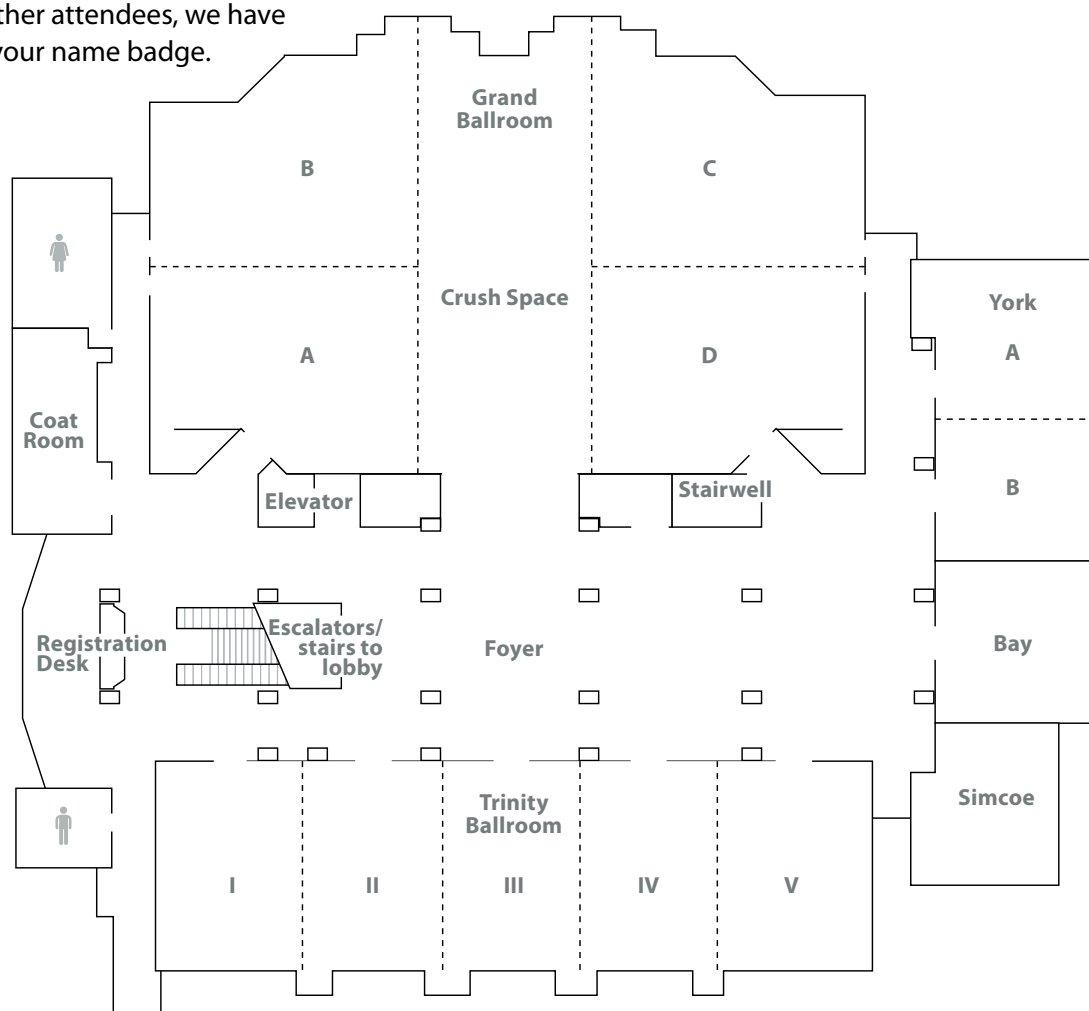 ther attendees, we have
your name badge.
Grand
Ballroom
B
C
Crush Space
York
A
D
A
Coat
Room
B
Elevator
Stairwell
Registration
Desk
Escalators/
stairs to
lobby
Foyer
Bay
Trinity
Ballroom
Simcoe
I
II
III
IV
V